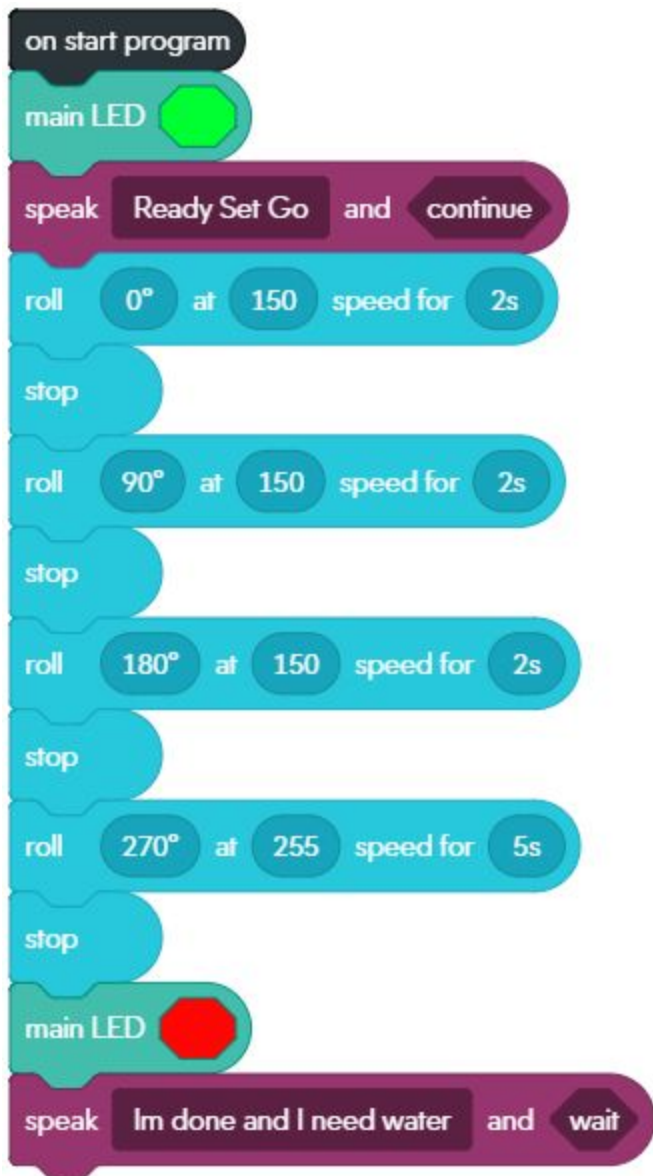 on start program
main LED
speak Ready Set Go and continue
roll 0° at 150 speed for 2s
stop
roll 90° at 150 speed for 2s
stop
roll 180° at 150 speed for 2s
stop
roll 270° at 255 speed for 5s
stop
main LED
speak Im done and I need water and wait